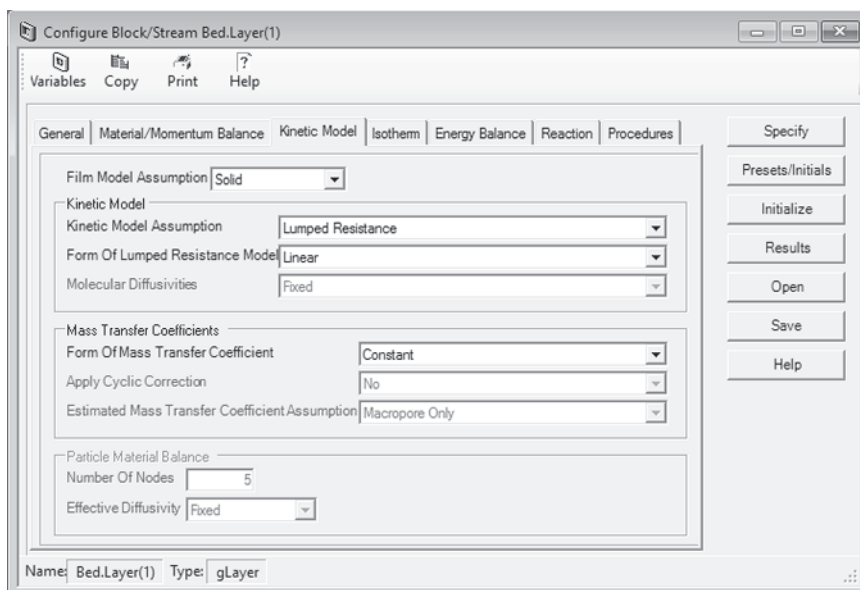 Configure Block/Stream Bed.Layer(1)
Variables Copy Print Help
General Material/Momentum Balance Kinetic Model Isotherm Energy Balance Reaction Procedures
Film Model Assumption Solid
Kinetic Model
Kinetic Model Assumption Lumped Resistance
Form Of Lumped Resistance Model Linear
Molecular Diffusivities Fixed
Mass Transfer Coefficients
Form Of Mass Transfer Coefficient Constant
Apply Cyclic Correction No
Estimated Mass Transfer Coefficient Assumption Macropore Only
Particle Material Balance
Number Of Nodes 5
Effective Diffusivity Fixed
Specify
Presets/Initials
Initialize
Results
Open
Save
Help
Name: Bed.Layer(1) Type: gLayer